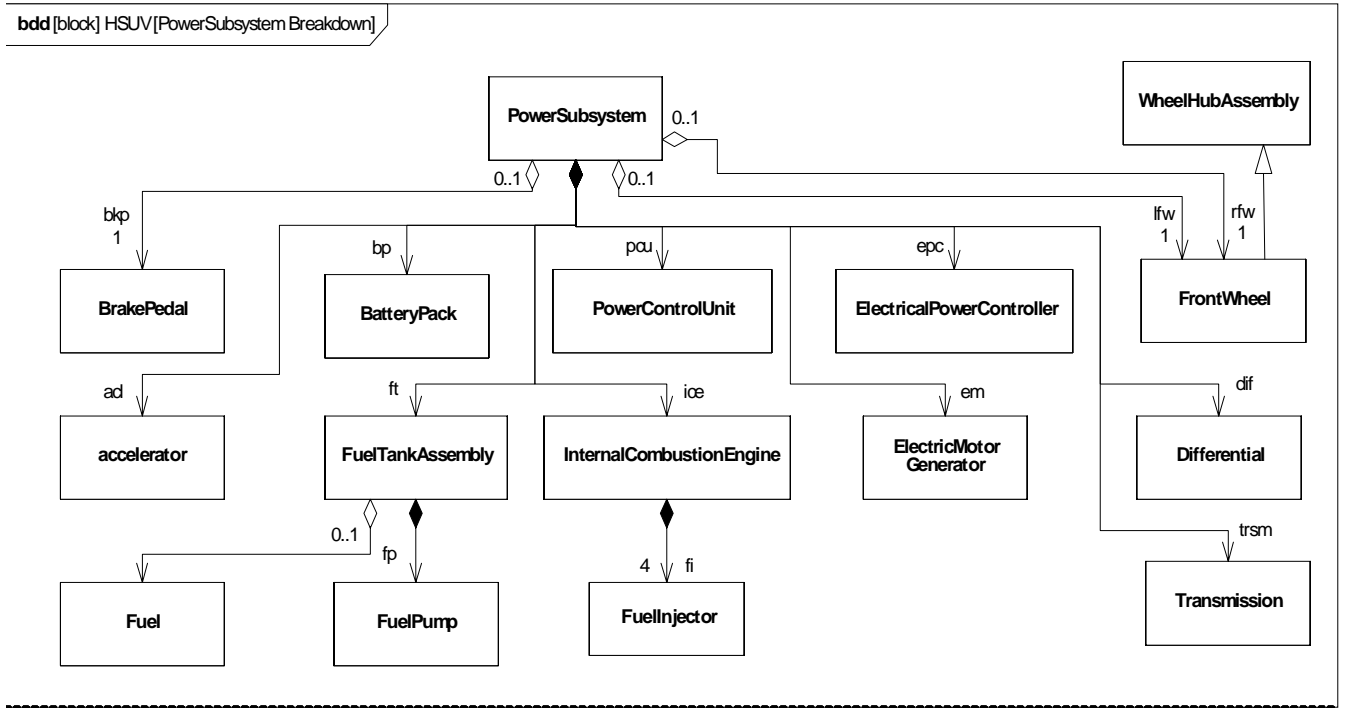 bdd [block] HSUV [PowerSubsystem Breakdown]
PowerSubsystem
WheelHubAssembly
0..1
0..1
0..1
bkp
1
bp
pcu
epc
lfw
1
rfw
1
BrakePedal
BatteryPack
PowerControlUnit
ElectricalPowerController
FrontWheel
ad
ft
ice
em
dif
accelerator
FuelTankAssembly
InternalCombustionEngine
ElectricMotor
Generator
Differential
0..1
fp
4
fi
trsm
Fuel
FuelPump
FuelInjector
Transmission